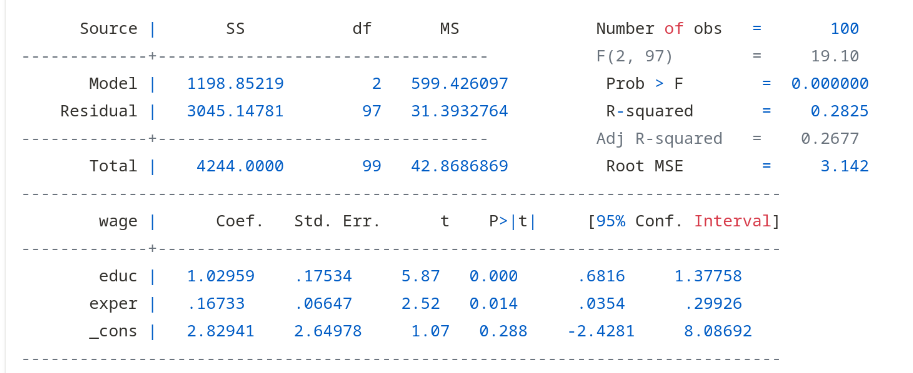 Source |       SS           df       MS           Number of obs   =       100
-------------+----------------------------------           F(2, 97)        =     19.10
       Model |   1198.85219         2   599.426097          Prob > F        =  0.000000
    Residual |   3045.14781        97   31.3932764          R-squared       =    0.2825
-------------+----------------------------------           Adj R-squared   =    0.2677
       Total |    4244.0000        99   42.8686869          Root MSE        =     3.142
------------------------------------------------------------------------------
        wage |      Coef.   Std. Err.      t    P>|t|     [95% Conf. Interval]
-------------+----------------------------------------------------------------
        educ |   1.02959    .17534     5.87   0.000      .6816     1.37758
       exper |   .16733     .06647     2.52   0.014      .0354      .29926
       _cons |   2.82941    2.64978     1.07   0.288    -2.4281     8.08692
------------------------------------------------------------------------------